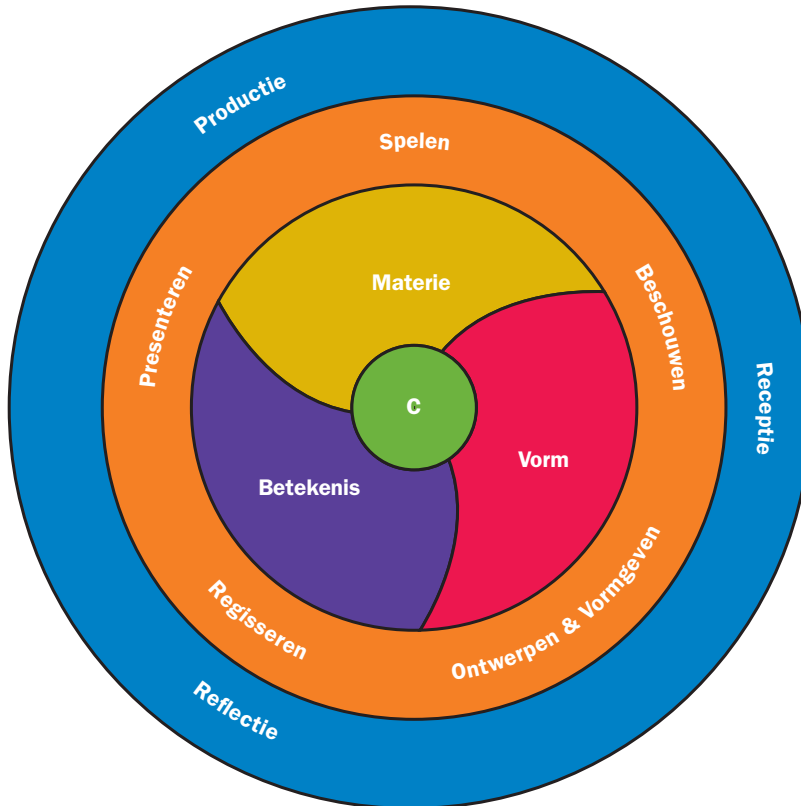 Productie
Spelen
Materie
Presenteren
Beschouwen
Receptie
C
Vorm
Betekenis
Regisseren
Ontwerpen & Vormgeven
Reflectie